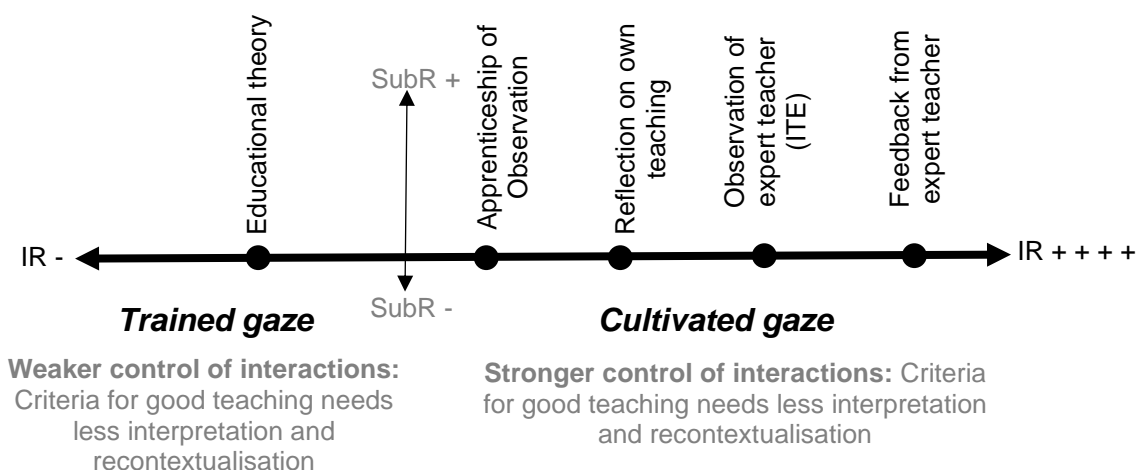 Educational theory
SubR +
Apprenticeship of
Observation
Reflection on own
teaching
Observation of
expert teacher
(ITE)
Feedback from
expert teacher
IR -
IR + + + +
SubR -
Trained gaze
Cultivated gaze
Weaker control of interactions:
Criteria for good teaching needs
less interpretation and
recontextualisation
Stronger control of interactions: Criteria
for good teaching needs less interpretation
and recontextualisation